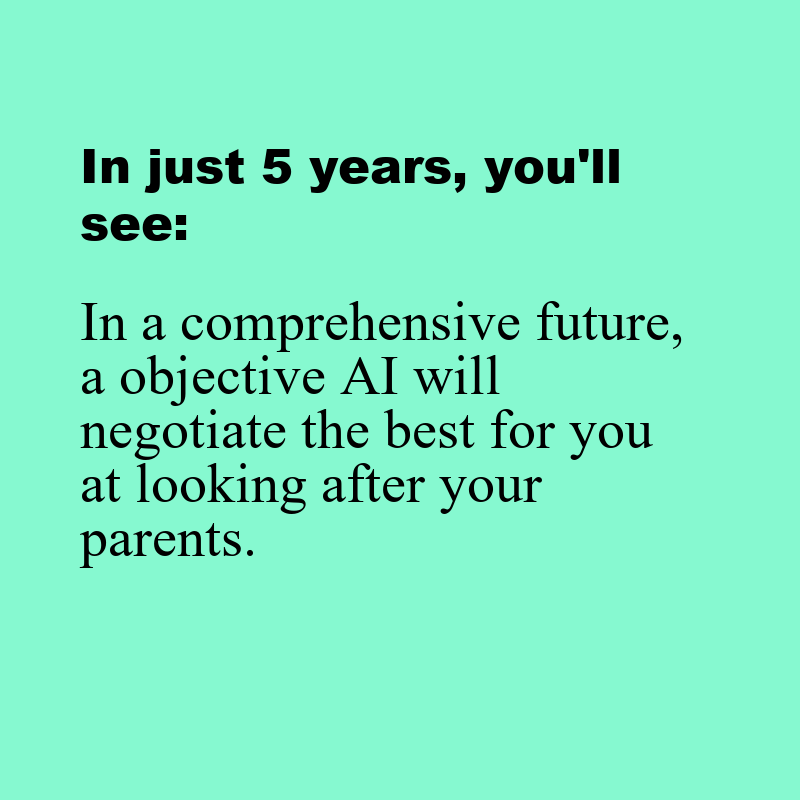 In just 5 years, you'll
see:
In a comprehensive future,
a objective AI will
negotiate the best for you
at looking after your
parents.